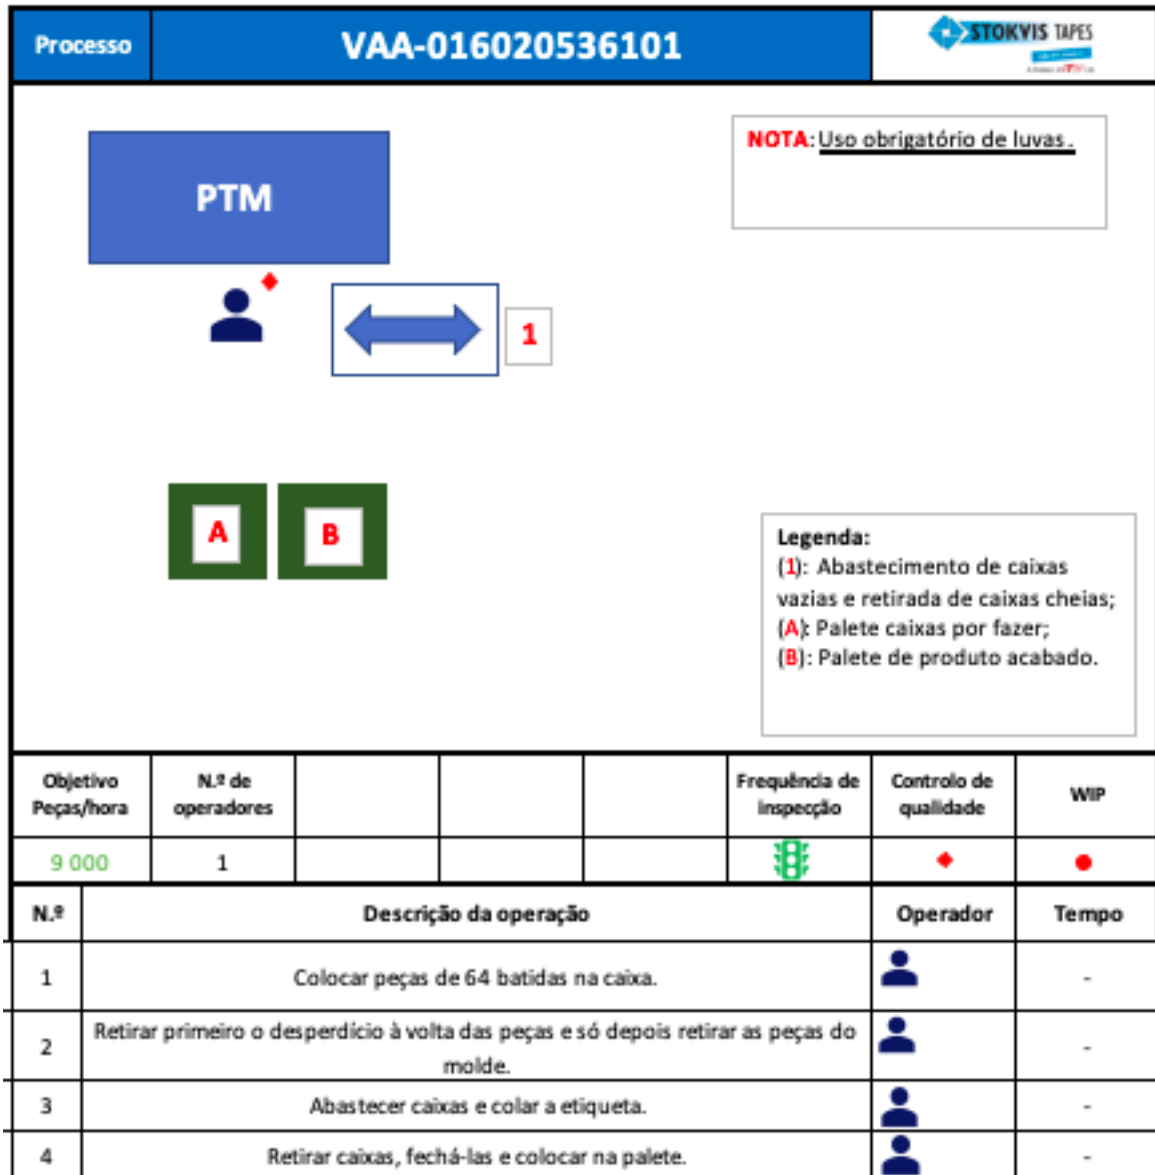 Processo
VAA-016020536101
STOKVIS TAPES
NOTA: Uso obrigatório de luvas.
PTM
1
A
B
Legenda:
(1): Abastecimento de caixas
vazias e retirada de caixas cheias;
(A): Palete caixas por fazer;
(B): Palete de produto acabado.
Objetivo
Peças/hora
N.º de
operadores
Frequência de
inspecção
Controlo de
qualidade
WIP
9 000
1
N.º
Descrição da operação
Operador
Tempo
1
Colocar peças de 64 batidas na caixa.
-
2
Retirar primeiro o desperdício à volta das peças e só depois retirar as peças do
molde.
-
3
Abastecer caixas e colar a etiqueta.
-
4
Retirar caixas, fechá-las e colocar na palete.
-